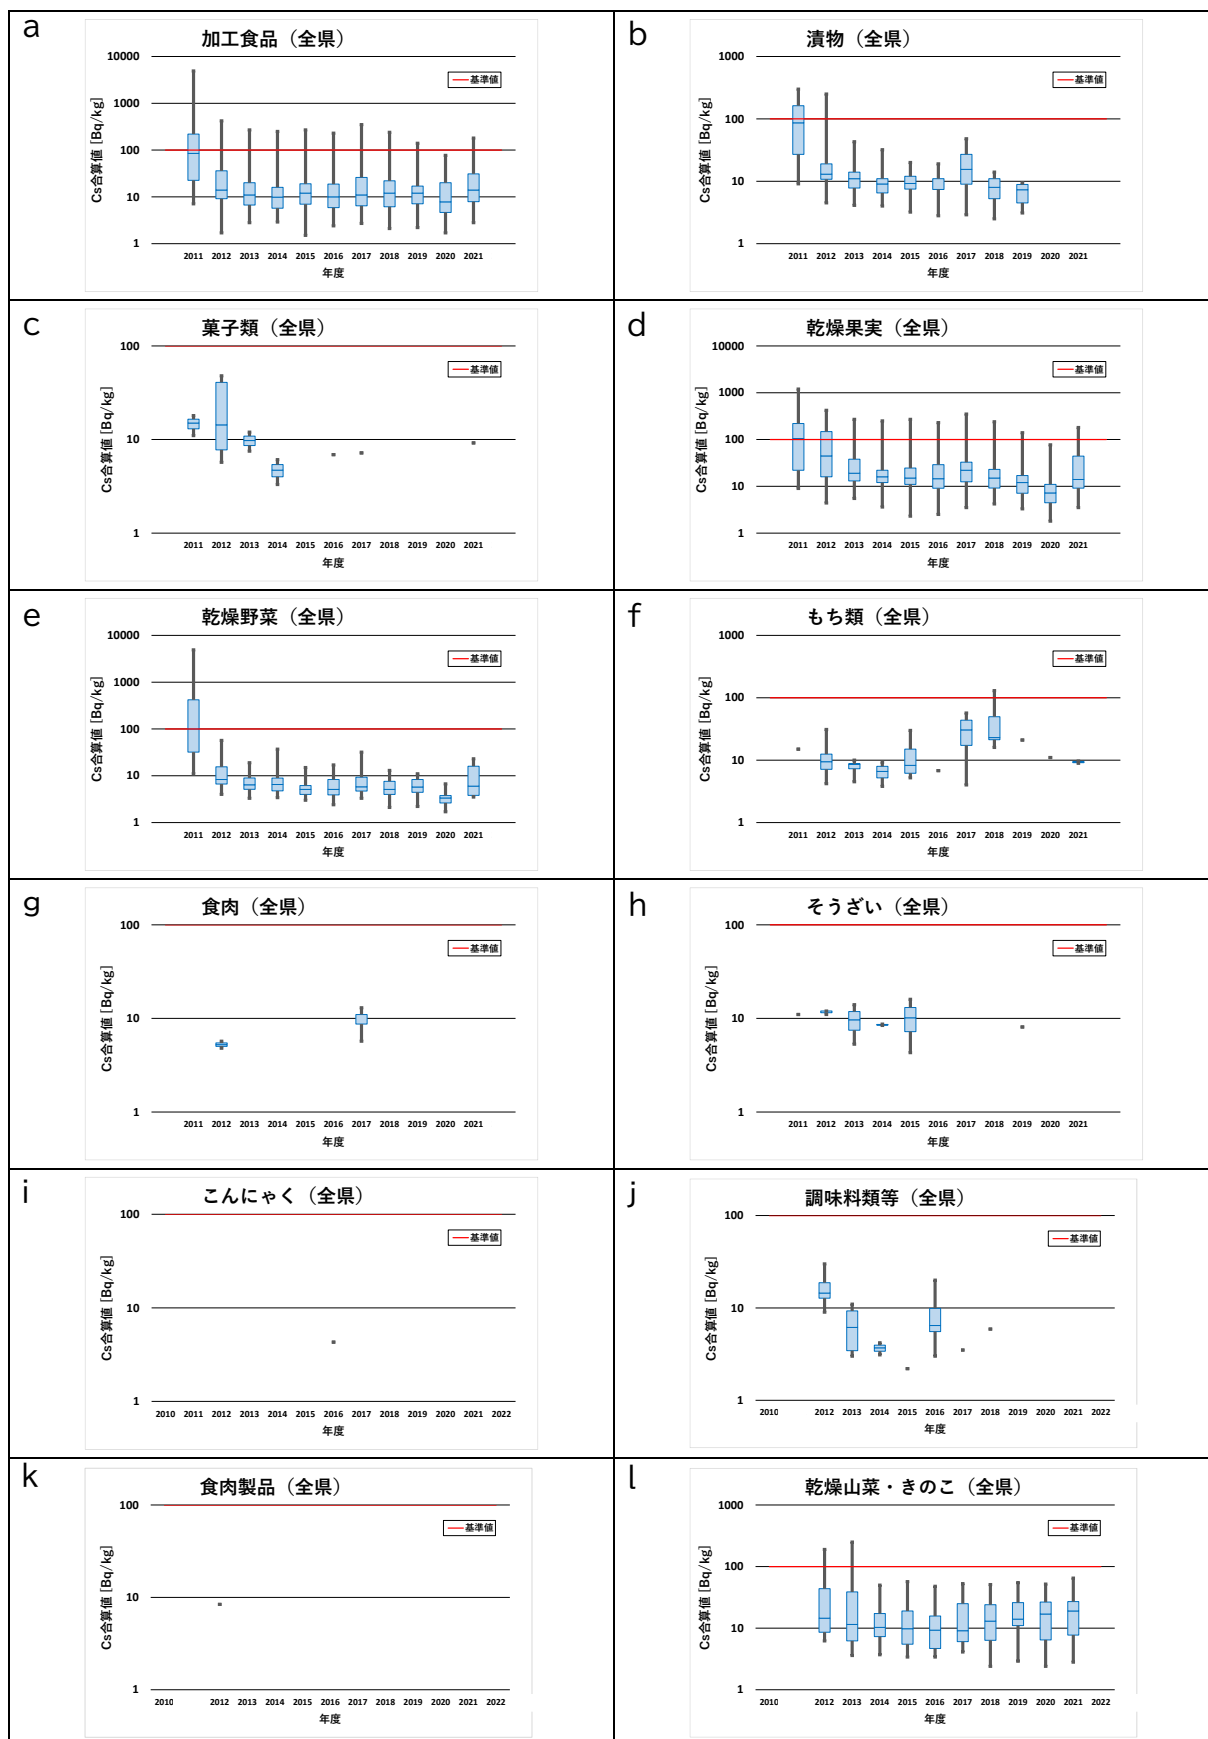 a
加工食品（全県）
10000
1000
100
10
1
Cs合算値 [Bq/kg]
基準値
2011 2012 2013 2014 2015 2016 2017 2018 2019 2020 2021
年度
b
漬物（全県）
1000
100
10
1
Cs合算値 [Bq/kg]
基準値
2011 2012 2013 2014 2015 2016 2017 2018 2019 2020 2021
年度
c
菓子類（全県）
100
10
1
Cs合算値 [Bq/kg]
基準値
2011 2012 2013 2014 2015 2016 2017 2018 2019 2020 2021
年度
d
乾燥果実（全県）
10000
1000
100
10
1
Cs合算値 [Bq/kg]
基準値
2011 2012 2013 2014 2015 2016 2017 2018 2019 2020 2021
年度
e
乾燥野菜（全県）
10000
1000
100
10
1
Cs合算値 [Bq/kg]
基準値
2011 2012 2013 2014 2015 2016 2017 2018 2019 2020 2021
年度
f
もち類（全県）
1000
100
10
1
Cs合算値 [Bq/kg]
基準値
2011 2012 2013 2014 2015 2016 2017 2018 2019 2020 2021
年度
g
食肉（全県）
100
10
1
Cs合算値 [Bq/kg]
基準値
2011 2012 2013 2014 2015 2016 2017 2018 2019 2020 2021
年度
h
そうざい（全県）
100
10
1
Cs合算値 [Bq/kg]
基準値
2011 2012 2013 2014 2015 2016 2017 2018 2019 2020 2021
年度
i
こんにゃく（全県）
100
10
1
Cs合算値 [Bq/kg]
基準値
2010 2011 2012 2013 2014 2015 2016 2017 2018 2019 2020 2021 2022
年度
j
調味料類等（全県）
100
10
1
Cs合算値 [Bq/kg]
基準値
2010 2012 2013 2014 2015 2016 2017 2018 2019 2020 2021 2022
年度
k
食肉製品（全県）
100
10
1
Cs合算値 [Bq/kg]
基準値
2010 2012 2013 2014 2015 2016 2017 2018 2019 2020 2021 2022
年度
l
乾燥山菜・きのこ（全県）
1000
100
10
1
Cs合算値 [Bq/kg]
基準値
2010 2012 2013 2014 2015 2016 2017 2018 2019 2020 2021 2022
年度